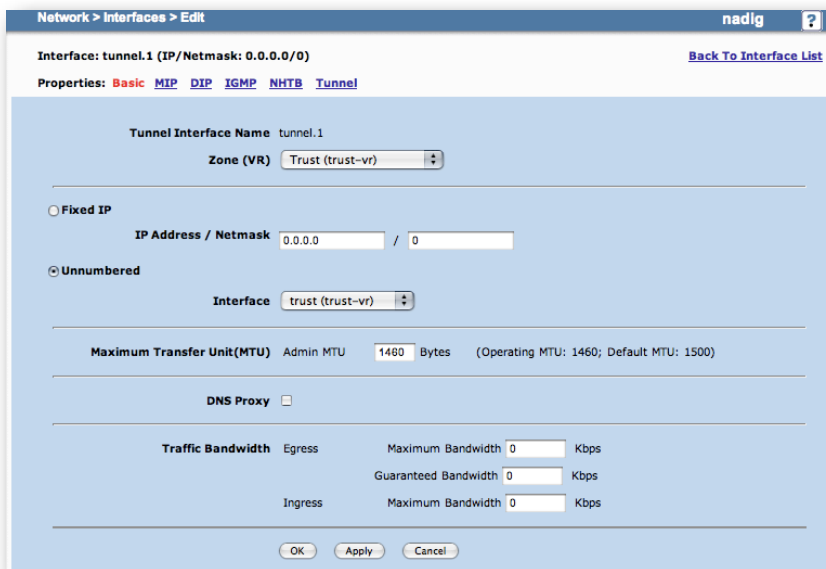 Network > Interfaces > Edit nadig ?
Interface: tunnel.1 (IP/Netmask: 0.0.0.0/0) Back To Interface List
Properties: Basic MIP DIP IGMP NHTB Tunnel
Tunnel Interface Name tunnel.1
Zone (VR) Trust (trust-vr)
Fixed IP
IP Address / Netmask 0.0.0.0 / 0
Unnumbered
Interface trust (trust-vr)
Maximum Transfer Unit(MTU) Admin MTU 1460 Bytes (Operating MTU: 1460; Default MTU: 1500)
DNS Proxy
Traffic Bandwidth Egress Maximum Bandwidth 0 Kbps
Guaranteed Bandwidth 0 Kbps
Ingress Maximum Bandwidth 0 Kbps
OK Apply Cancel